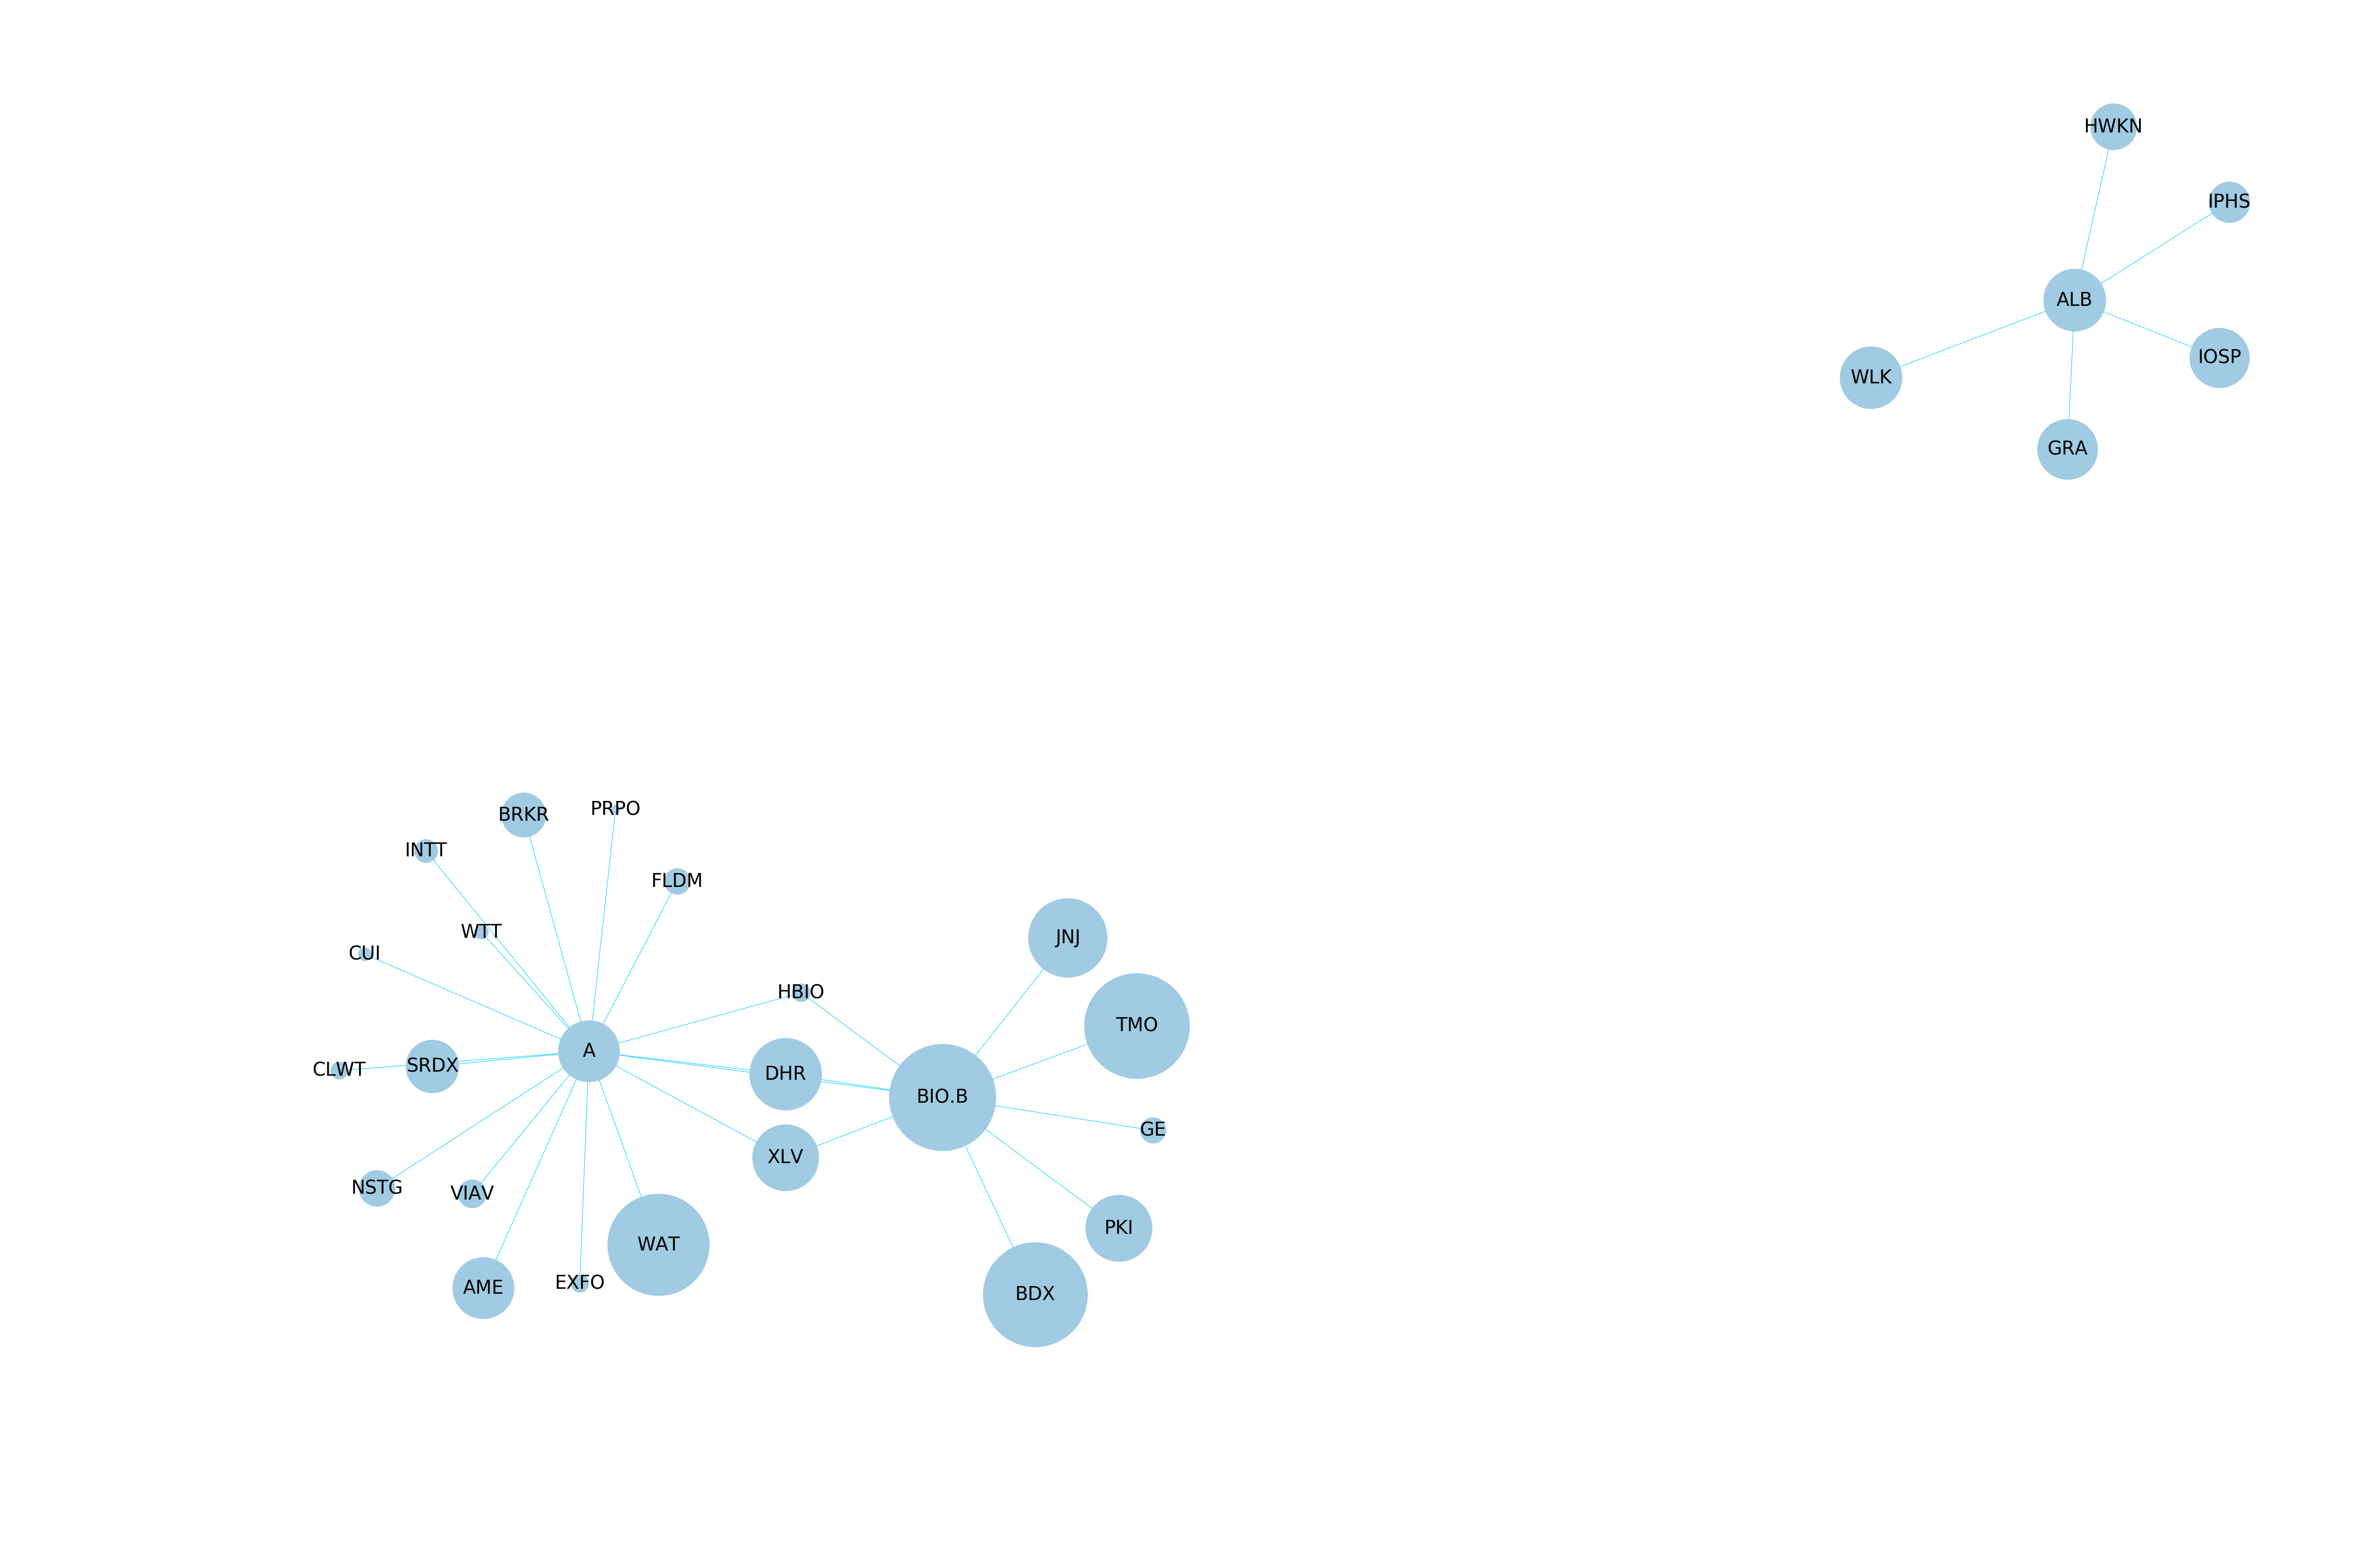 HWKN
IPHS
ALB
IOSP
WLK
GRA
PRPO
BRKR
INTT
FLDM
WTT
JNJ
CUI
HBIO
TMO
A
SRDX
CLWT
DHR
BIO.B
GE
XLV
NSTG
VIAV
PKI
WAT
EXFO
AME
BDX